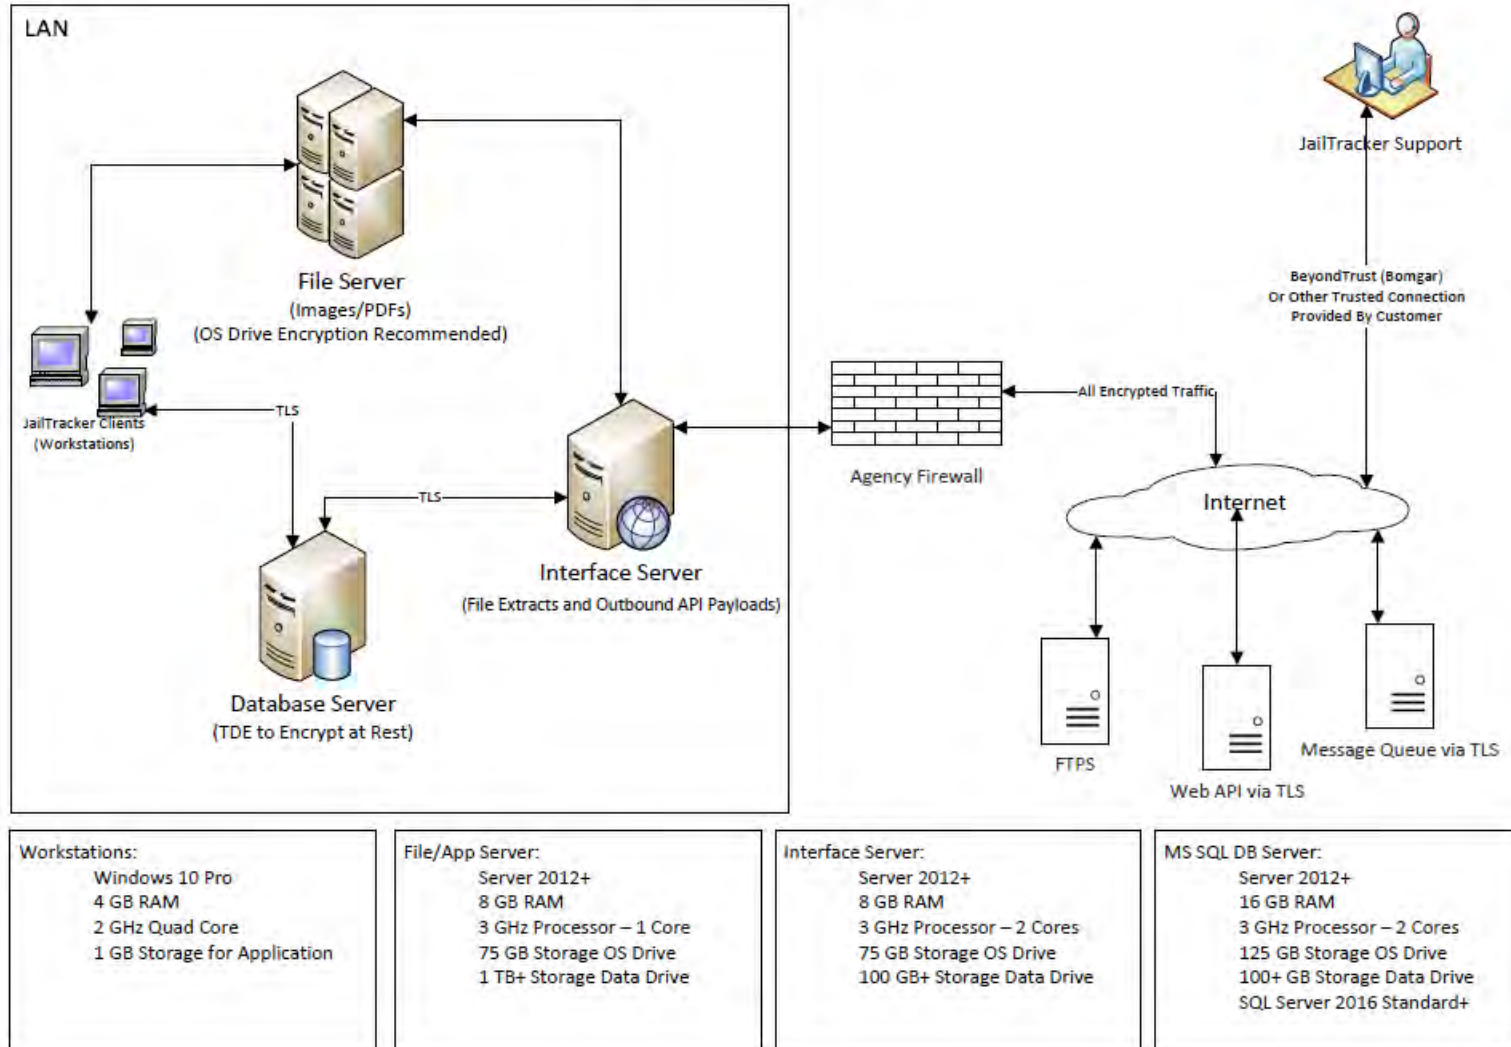 LAN
JailTracker Support
File Server
(Images/PDFs)
(OS Drive Encryption Recommended)
BeyondTrust (Bomgar)
Or Other Trusted Connection
Provided By Customer
JailTracker Clients
(Workstations)
TLS
All Encrypted Traffic
Agency Firewall
Internet
TLS
Interface Server
(File Extracts and Outbound API Payloads)
Database Server
(TDE to Encrypt at Rest)
FTPS
Web API via TLS
Message Queue via TLS
Workstations:
Windows 10 Pro
4 GB RAM
2 GHz Quad Core
1 GB Storage for Application
File/App Server:
Server 2012+
8 GB RAM
3 GHz Processor – 1 Core
75 GB Storage OS Drive
1 TB+ Storage Data Drive
Interface Server:
Server 2012+
8 GB RAM
3 GHz Processor – 2 Cores
75 GB Storage OS Drive
100 GB+ Storage Data Drive
MS SQL DB Server:
Server 2012+
16 GB RAM
3 GHz Processor – 2 Cores
125 GB Storage OS Drive
100+ GB Storage Data Drive
SQL Server 2016 Standard+